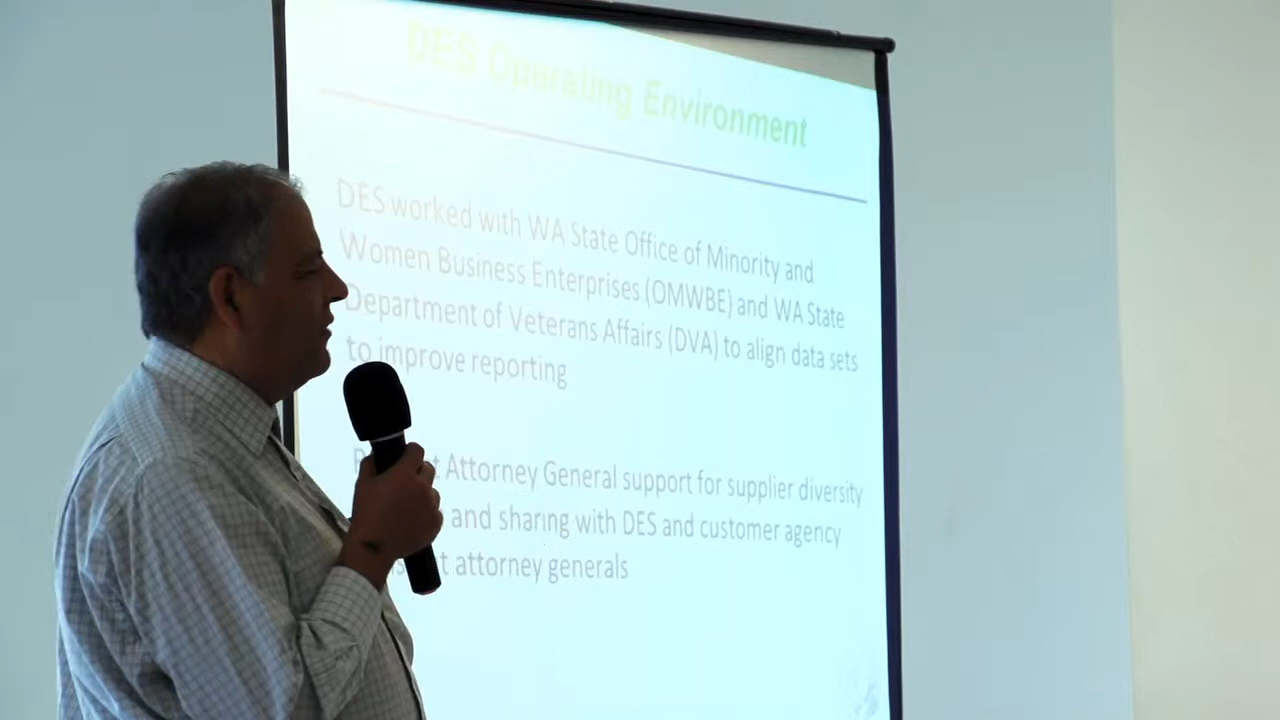 DES Operating Environment
DES worked with WA State Office of Minority and
Women Business Enterprises (OMWBE) and WA State
Department of Veterans Affairs (DVA) to align data sets
to improve reporting
Attorney General support for supplier diversity
and sharing with DES and customer agency
attorney generals